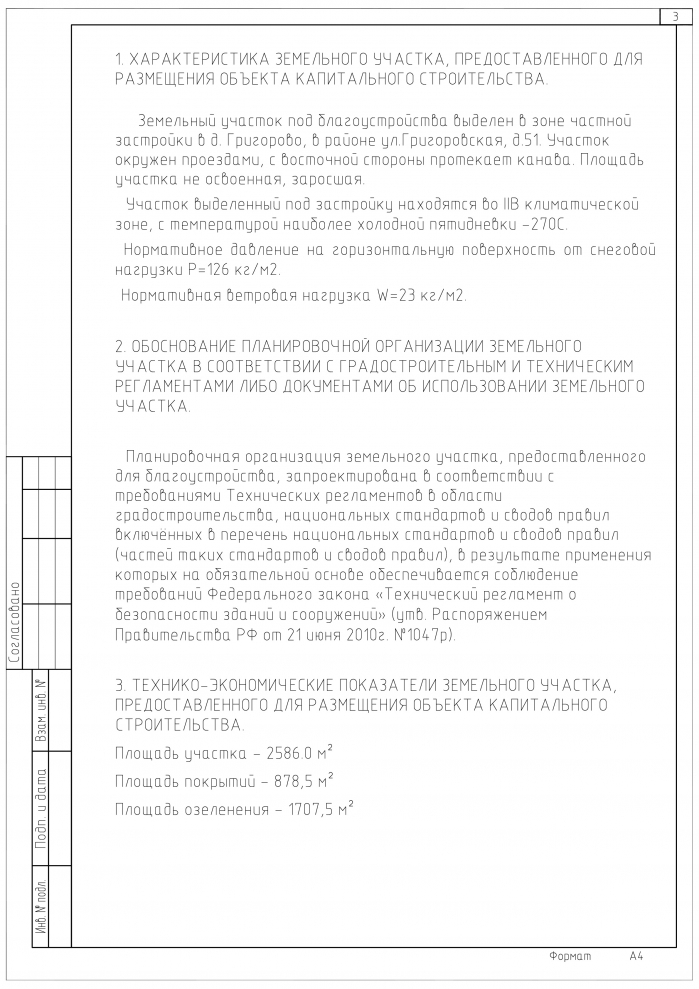 3
1. ХАРАКТЕРИСТИКА ЗЕМЕЛЬНОГО УЧАСТКА, ПРЕДОСТАВЛЕННОГО ДЛЯ
РАЗМЕЩЕНИЯ ОБЪЕКТА КАПИТАЛЬНОГО СТРОИТЕЛЬСТВА.
Земельный участок под благоустройства выделен в зоне частной
застройки в д. Григорово, в районе ул.Григоровская, д.51. Участок
окружен проездами, с восточной стороны протекает канава. Площадь
участка не освоенная, заросшая.
Участок выделенный под застройку находятся во IIВ климатической
зоне, с температурой наиболее холодной пятидневки -270С.
Нормативное давление на горизонтальную поверхность от снеговой
нагрузки Р=126 кг/м2.
Нормативная ветровая нагрузка W=23 кг/м2.
2. ОБОСНОВАНИЕ ПЛАНИРОВОЧНОЙ ОРГАНИЗАЦИИ ЗЕМЕЛЬНОГО
УЧАСТКА В СООТВЕТСТВИИ С ГРАДОСТРОИТЕЛЬНЫМ И ТЕХНИЧЕСКИМ
РЕГЛАМЕНТАМИ ЛИБО ДОКУМЕНТАМИ ОБ ИСПОЛЬЗОВАНИИ ЗЕМЕЛЬНОГО
УЧАСТКА.
Планировочная организация земельного участка, предоставленного
для благоустройства, запроектирована в соответствии с
требованиями Технических регламентов в области
градостроительства, национальных стандартов и сводов правил
включённых в перечень национальных стандартов и сводов правил
(частей таких стандартов и сводов правил), в результате применения
которых на обязательной основе обеспечивается соблюдение
требований Федерального закона «Технический регламент о
безопасности зданий и сооружений» (утв. Распоряжением
Правительства РФ от 21 июня 2010г. №1047р).
3. ТЕХНИКО-ЭКОНОМИЧЕСКИЕ ПОКАЗАТЕЛИ ЗЕМЕЛЬНОГО УЧАСТКА,
ПРЕДОСТАВЛЕННОГО ДЛЯ РАЗМЕЩЕНИЯ ОБЪЕКТА КАПИТАЛЬНОГО
СТРОИТЕЛЬСТВА.
Площадь участка – 2586.0 м²
Площадь покрытий – 878,5 м²
Площадь озеленения – 1707,5 м²
Согласовано
Взам. инв. №
Подп. и дата
Инв. № подл.
Формат А4